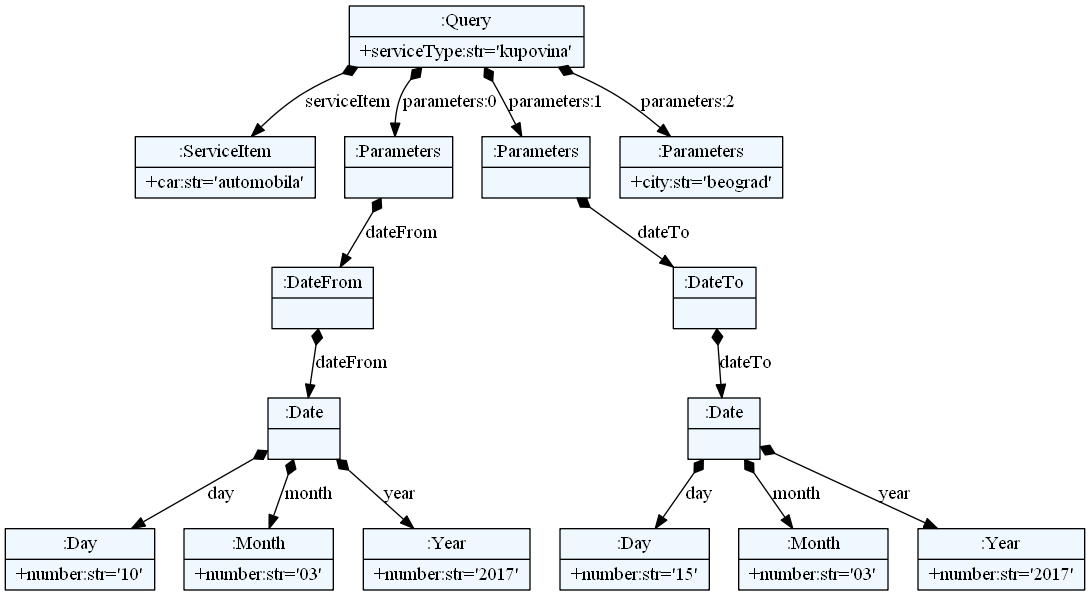 :Query
+serviceType:str='kupovina'
serviceItem
parameters:0
parameters:1
parameters:2
:ServiceItem
+car:str='automobila'
:Parameters
:Parameters
:Parameters
+city:str='beograd'
dateFrom
dateTo
:DateFrom
:DateTo
dateFrom
dateTo
:Date
:Date
day
month
year
day
month
year
:Day
+number:str='10'
:Month
+number:str='03'
:Year
+number:str='2017'
:Day
+number:str='15'
:Month
+number:str='03'
:Year
+number:str='2017'